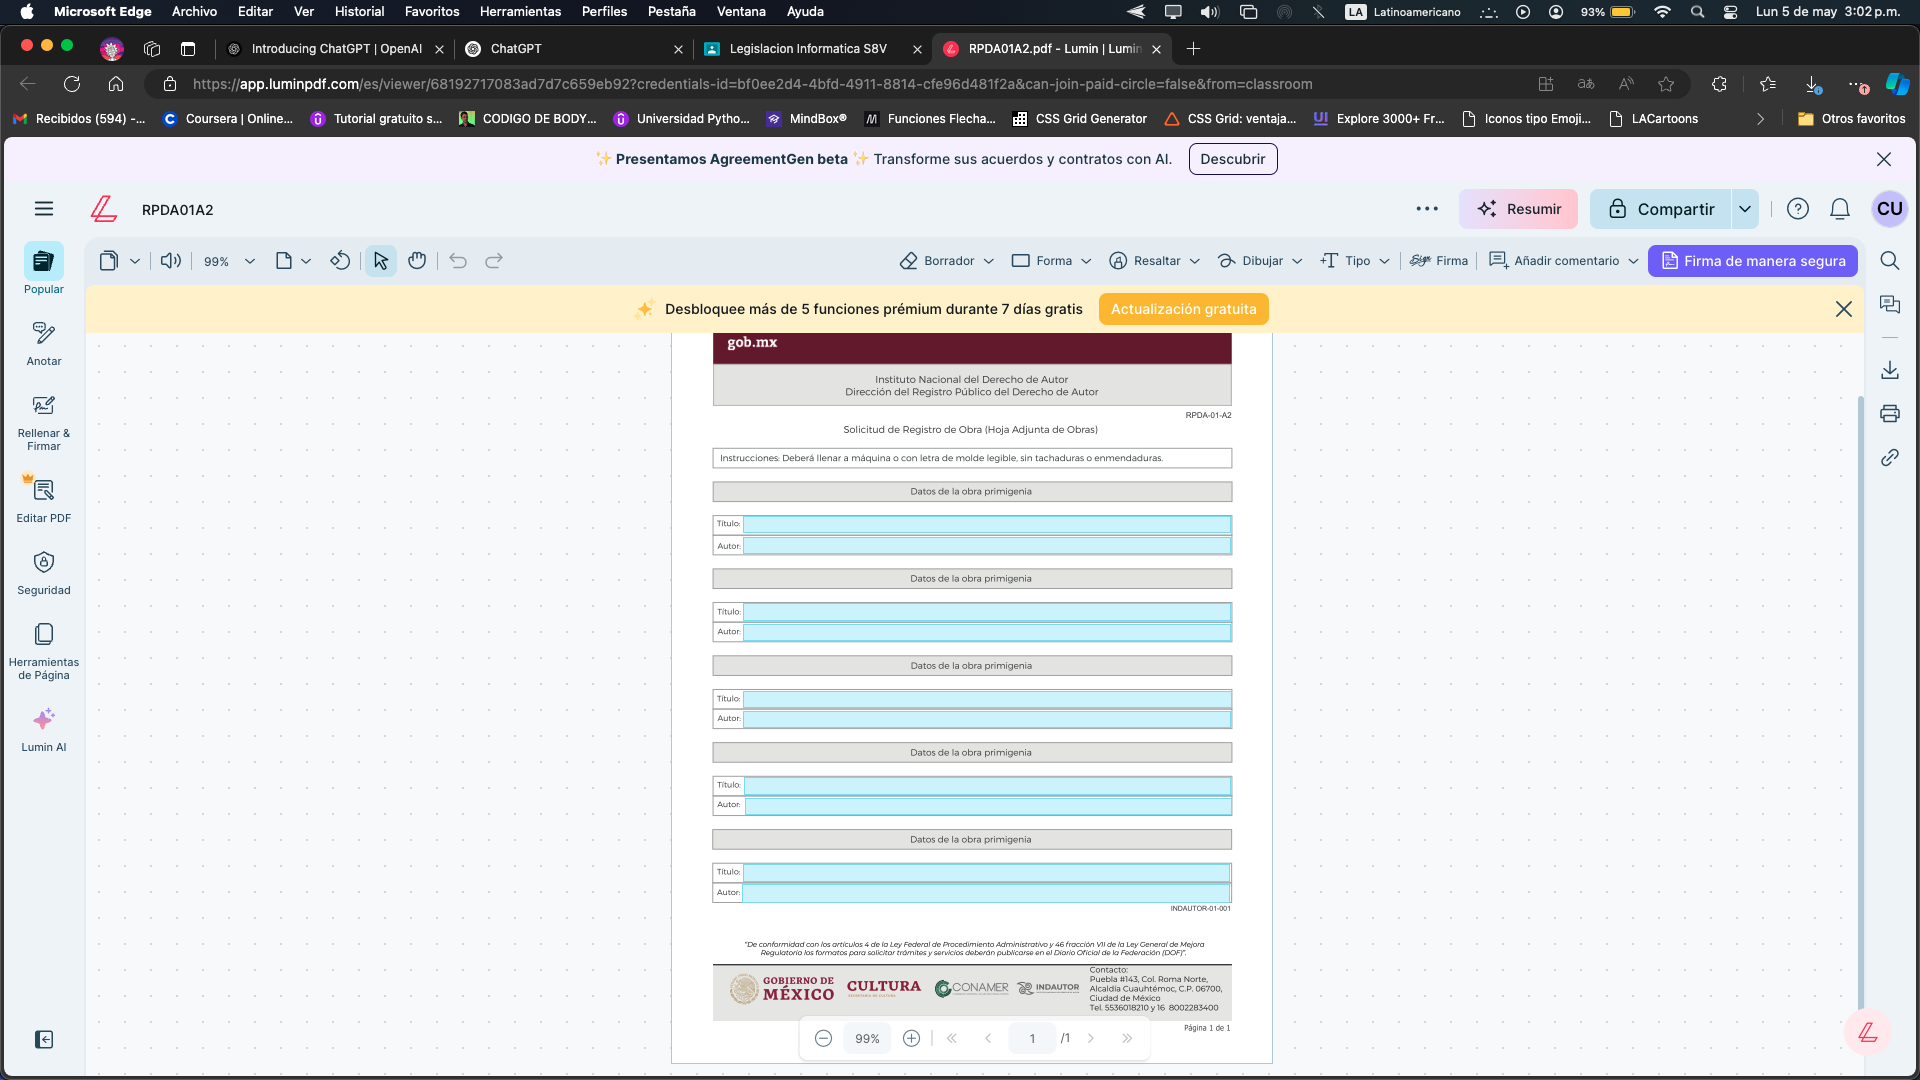 Microsoft Edge Archivo Editar Ver Historial Favoritos Herramientas Perfiles Pestaña Ventana Ayuda LA Latinoamericano 93% Lun 5 de may 3:02 p.m.
Introducing ChatGPT | OpenAI ChatGPT Legislacion Informatica S8V RPDA01A2.pdf - Lumin | Lumin
https://app.luminpdf.com/es/viewer/68192717083ad7d7c659eb92?credentials-id=bf0ee2d4-4bfd-4911-8814-cfe96d481f2a&can-join-paid-circle=false&from=classroom
Recibidos (594) -... Coursera | Online... Tutorial gratuito s... CODIGO DE BODY... Universidad Pytho... MindBox® Funciones Flecha... CSS Grid Generator CSS Grid: ventaja... Explore 3000+ Fr... Iconos tipo Emoji... LACartoons Otros favoritos
✨ Presentamos AgreementGen beta ✨ Transforme sus acuerdos y contratos con AI. Descubrir
RPDA01A2 Resumir Compartir CU
99% Borrador Forma Resaltar Dibujar Tipo Firma Añadir comentario Firma de manera segura
Popular
Desbloquee más de 5 funciones prémium durante 7 días gratis Actualización gratuita
Anotar
Rellenar &
Firmar
Editar PDF
Seguridad
Herramientas
de Página
Lumin AI
gob.mx
Instituto Nacional del Derecho de Autor
Dirección del Registro Público del Derecho de Autor
RPDA-01-A2
Solicitud de Registro de Obra (Hoja Adjunta de Obras)
Instrucciones: Deberá llenar a máquina o con letra de molde legible, sin tachaduras o enmendaduras.
Datos de la obra primigenia
Título:
Autor:
Datos de la obra primigenia
Título:
Autor:
Datos de la obra primigenia
Título:
Autor:
Datos de la obra primigenia
Título:
Autor:
Datos de la obra primigenia
Título:
Autor:
INDAUTOR-01-001
"De conformidad con los artículos 4 de la Ley Federal de Procedimiento Administrativo y 46 fracción VII de la Ley General de Mejora
Regulatoria los formatos para solicitar trámites y servicios deberán publicarse en el Diario Oficial de la Federación (DOF)".
GOBIERNO DE
MÉXICO
CULTURA
SECRETARÍA DE CULTURA
CONAMER
INDAUTOR
Contacto:
Puebla #143, Col. Roma Norte,
Alcaldía Cuauhtémoc, C.P. 06700,
Ciudad de México
Tel. 5536018210 y 16 8002283400
Página 1 de 1
99% 1 /1